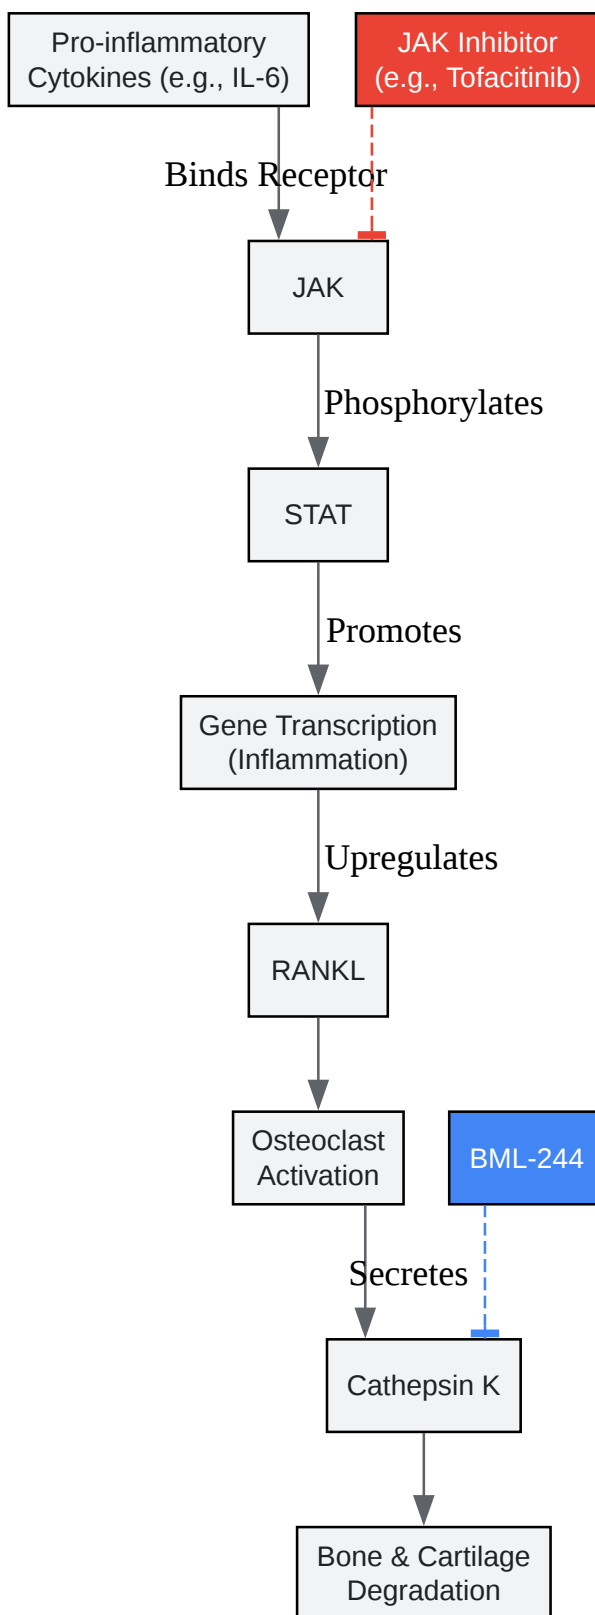 Pro-inflammatory
Cytokines (e.g., IL-6)
JAK Inhibitor
(e.g., Tofacitinib)
Binds Receptor
JAK
Phosphorylates
STAT
Promotes
Gene Transcription
(Inflammation)
Upregulates
RANKL
Osteoclast
Activation
BML-244
Secretes
Cathepsin K
Bone & Cartilage
Degradation